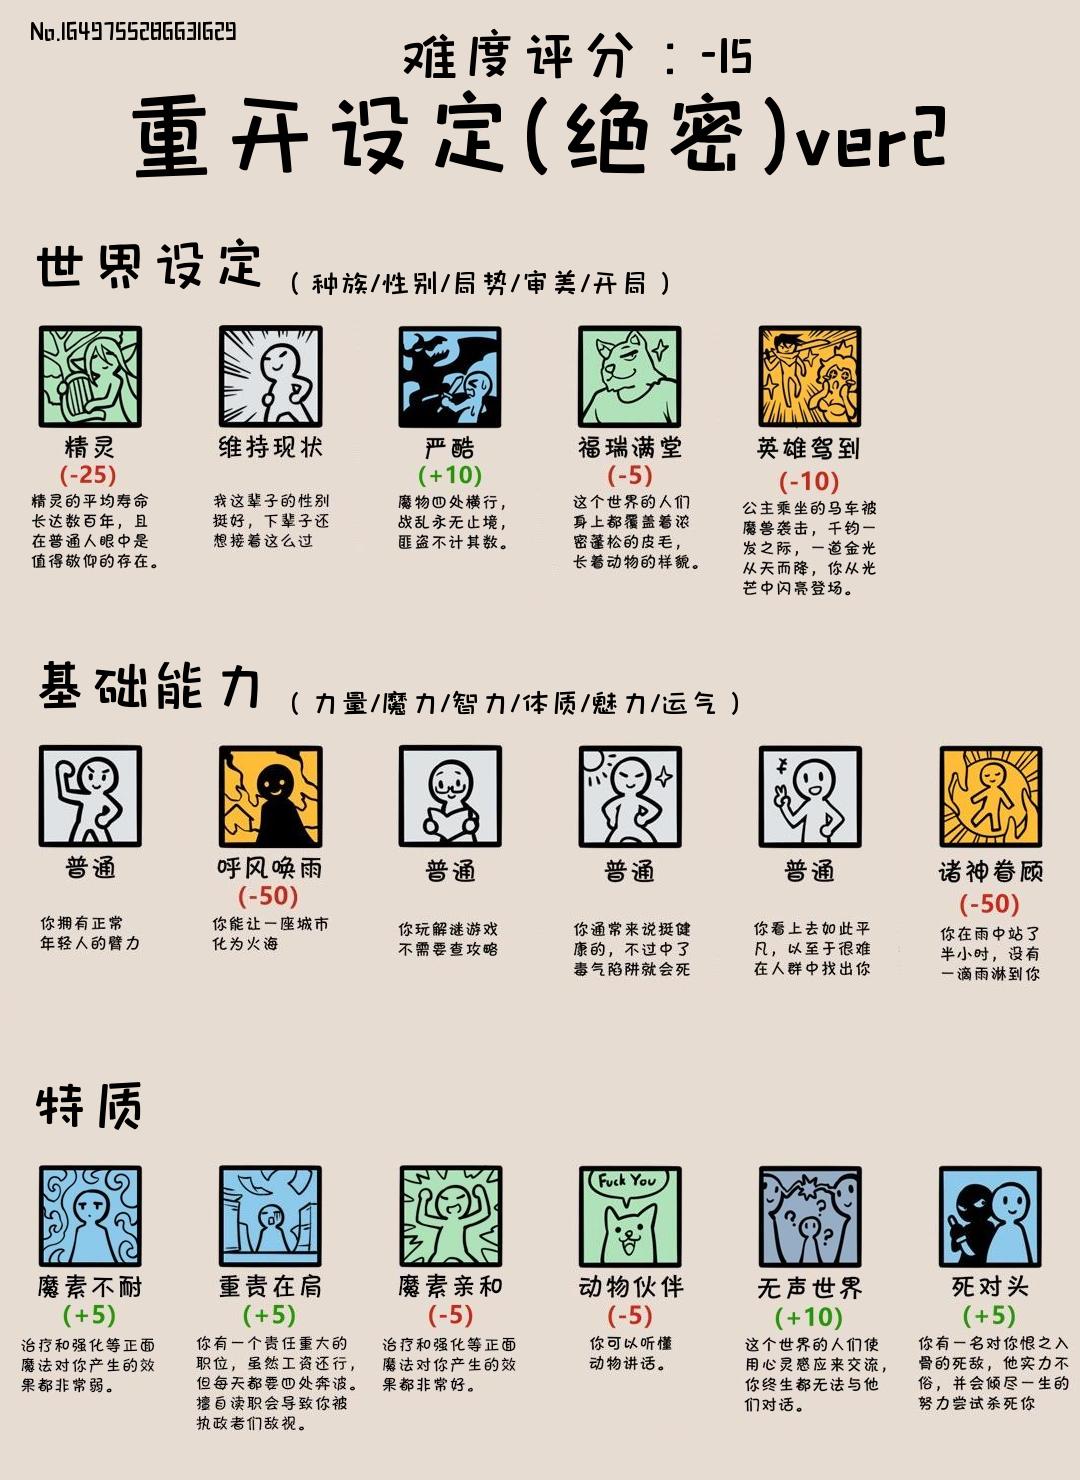 No.1649755286631629
难度评分：-15
重开设定(绝密)ver2
世界设定（种族/性别/局势/审美/开局）
精灵
(-25)
精灵的平均寿命
长达数百年，且
在普通人眼中是
值得敬仰的存在。
维持现状
我这辈子的性别
挺好，下辈子还
想接着这么过
严酷
(+10)
魔物四处横行，
战乱永无止境，
匪盗不计其数。
福瑞满堂
(-5)
这个世界的人们
身上都覆盖着浓
密蓬松的皮毛，
长着动物的样貌。
英雄驾到
(-10)
公主乘坐的马车被
魔兽袭击，千钧一
发之际，一道金光
从天而降，你从光
芒中闪亮登场。
基础能力（力量/魔力/智力/体质/魅力/运气）
普通
你拥有正常
年轻人的臂力
呼风唤雨
(-50)
你能让一座城市
化为火海
普通
你玩解谜游戏
不需要查攻略
普通
你通常来说挺健
康的，不过中了
毒气陷阱就会死
普通
你看上去如此平
凡，以至于很难
在人群中找出你
诸神眷顾
(-50)
你在雨中站了
半小时，没有
一滴雨淋到你
特质
魔素不耐
(+5)
治疗和强化等正面
魔法对你产生的效
果都非常弱。
重责在肩
(+5)
你有一个责任重大的
职位，虽然工资还行，
但每天都要四处奔波。
擅自读职会导致你被
执政者们敌视。
魔素亲和
(-5)
治疗和强化等正面
魔法对你产生的效
果都非常好。
Fuck You
动物伙伴
(-5)
你可以听懂
动物讲话。
无声世界
(+10)
这个世界的人们使
用心灵感应来交流，
你终生都无法与他
们对话。
死对头
(+5)
你有一名对你恨之入
骨的死敌，他实力不
俗，并会倾尽一生的
努力尝试杀死你